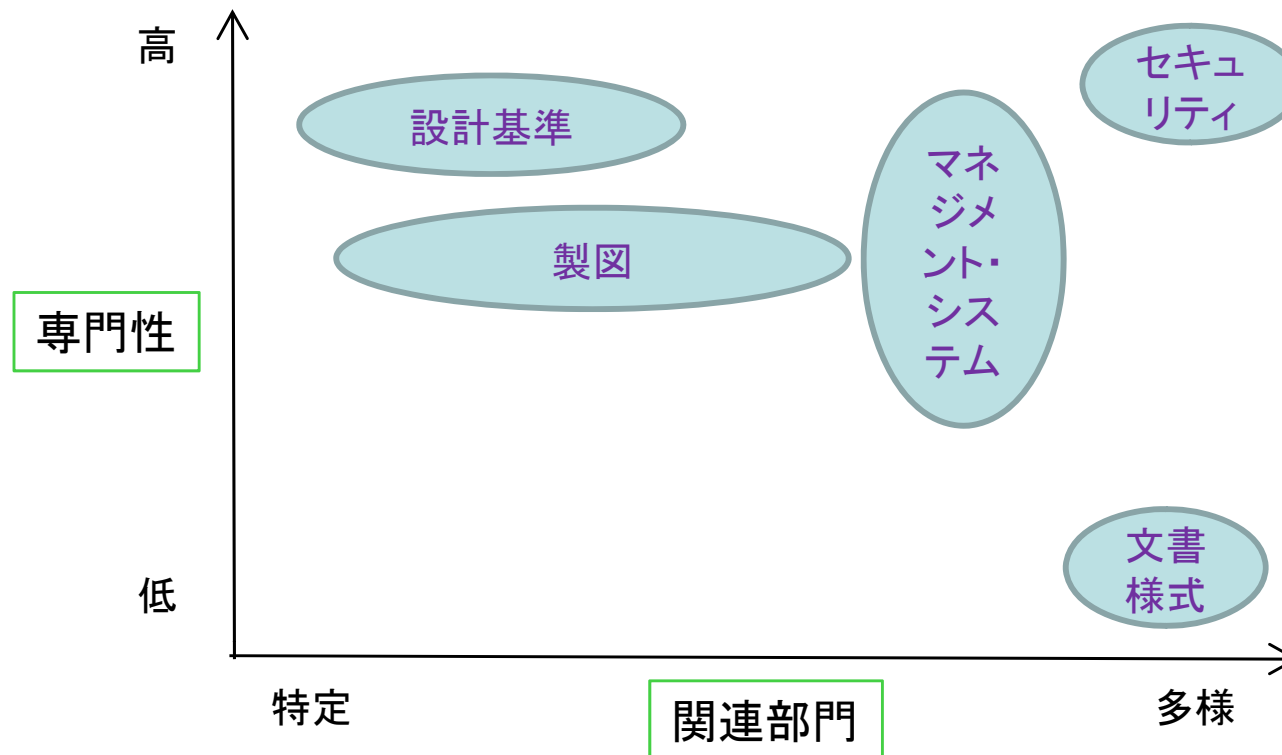 高
セキュ
リティ
設計基準
マネ
ジメ
ント・
シス
テム
製図
専門性
文書
様式
低
特定
関連部門
多様